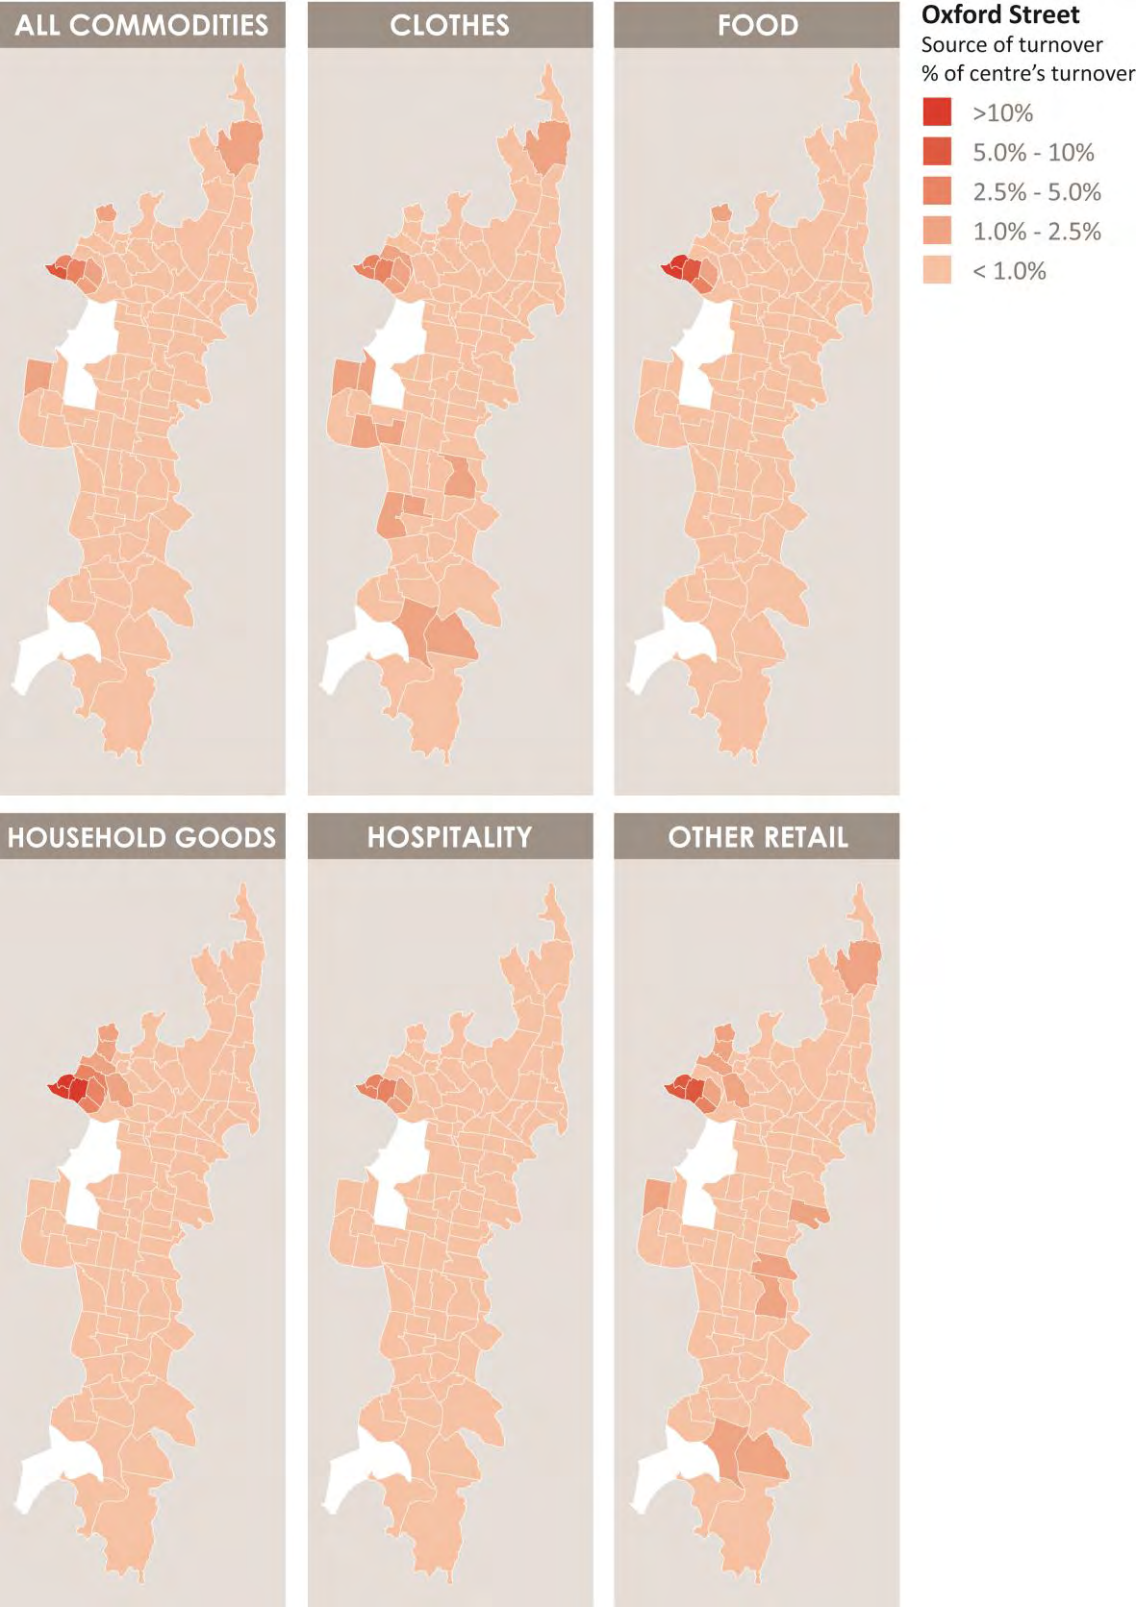 ALL COMMODITIES
CLOTHES
FOOD
Oxford Street
Source of turnover
% of centre's turnover
>10%
5.0% - 10%
2.5% - 5.0%
1.0% - 2.5%
< 1.0%
HOUSEHOLD GOODS
HOSPITALITY
OTHER RETAIL